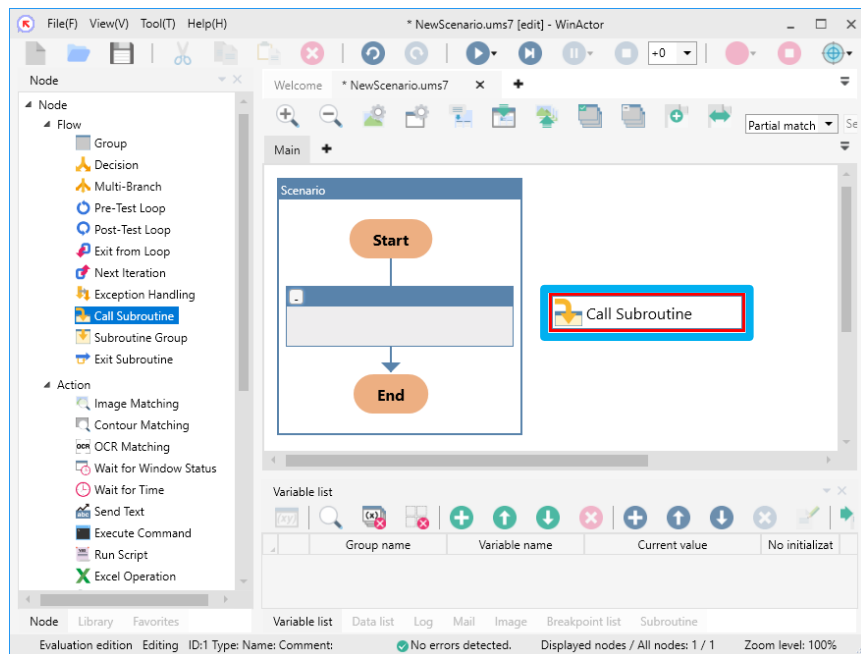 File(F) View(V) Tool(T) Help(H) * NewScenario.ums7 [edit] - WinActor
+0
Node
Welcome * NewScenario.ums7
Node
Flow
Group
Decision
Multi-Branch
Pre-Test Loop
Post-Test Loop
Exit from Loop
Next Iteration
Exception Handling
Call Subroutine
Subroutine Group
Exit Subroutine
Action
Image Matching
Contour Matching
OCR OCR Matching
Wait for Window Status
Wait for Time
Send Text
Execute Command
Run Script
Excel Operation
Node Library Favorites
Partial match Se
Main
Scenario
Start
End
Call Subroutine
Variable list
Group name Variable name Current value No initializat
Variable list Data list Log Mail Image Breakpoint list Subroutine
Evaluation edition Editing ID:1 Type: Name: Comment: No errors detected. Displayed nodes / All nodes: 1 / 1 Zoom level: 100%